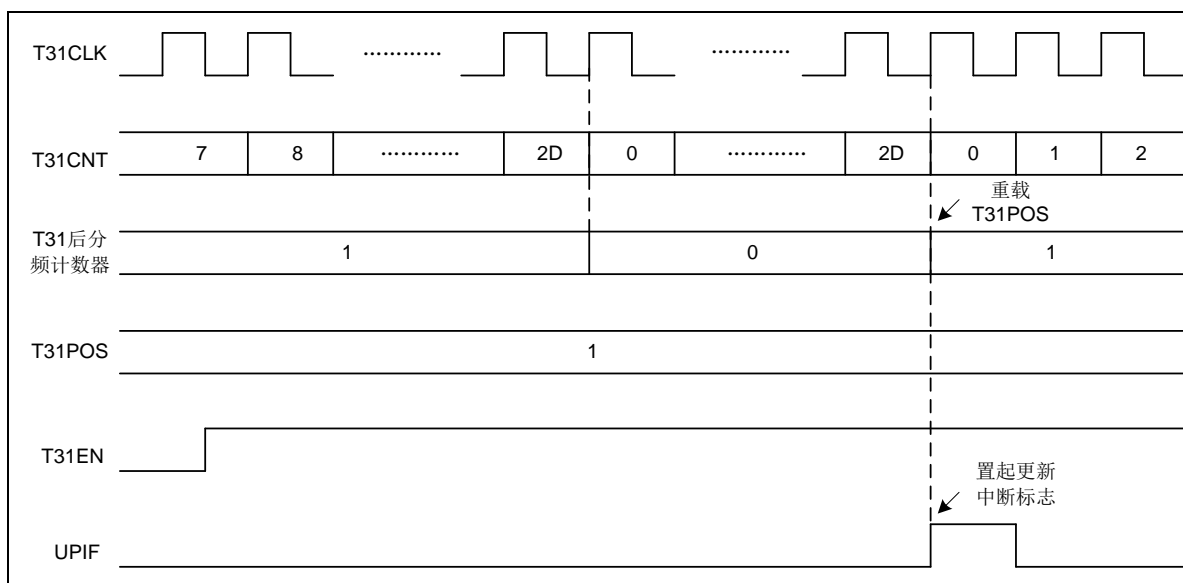 T31CLK
…………
…………
T31CNT
7
8
…………
2D
0
…………
2D
0
1
2
重载
T31POS
T31后分
频计数器
1
0
1
T31POS
1
T31EN
置起更新
中断标志
UPIF